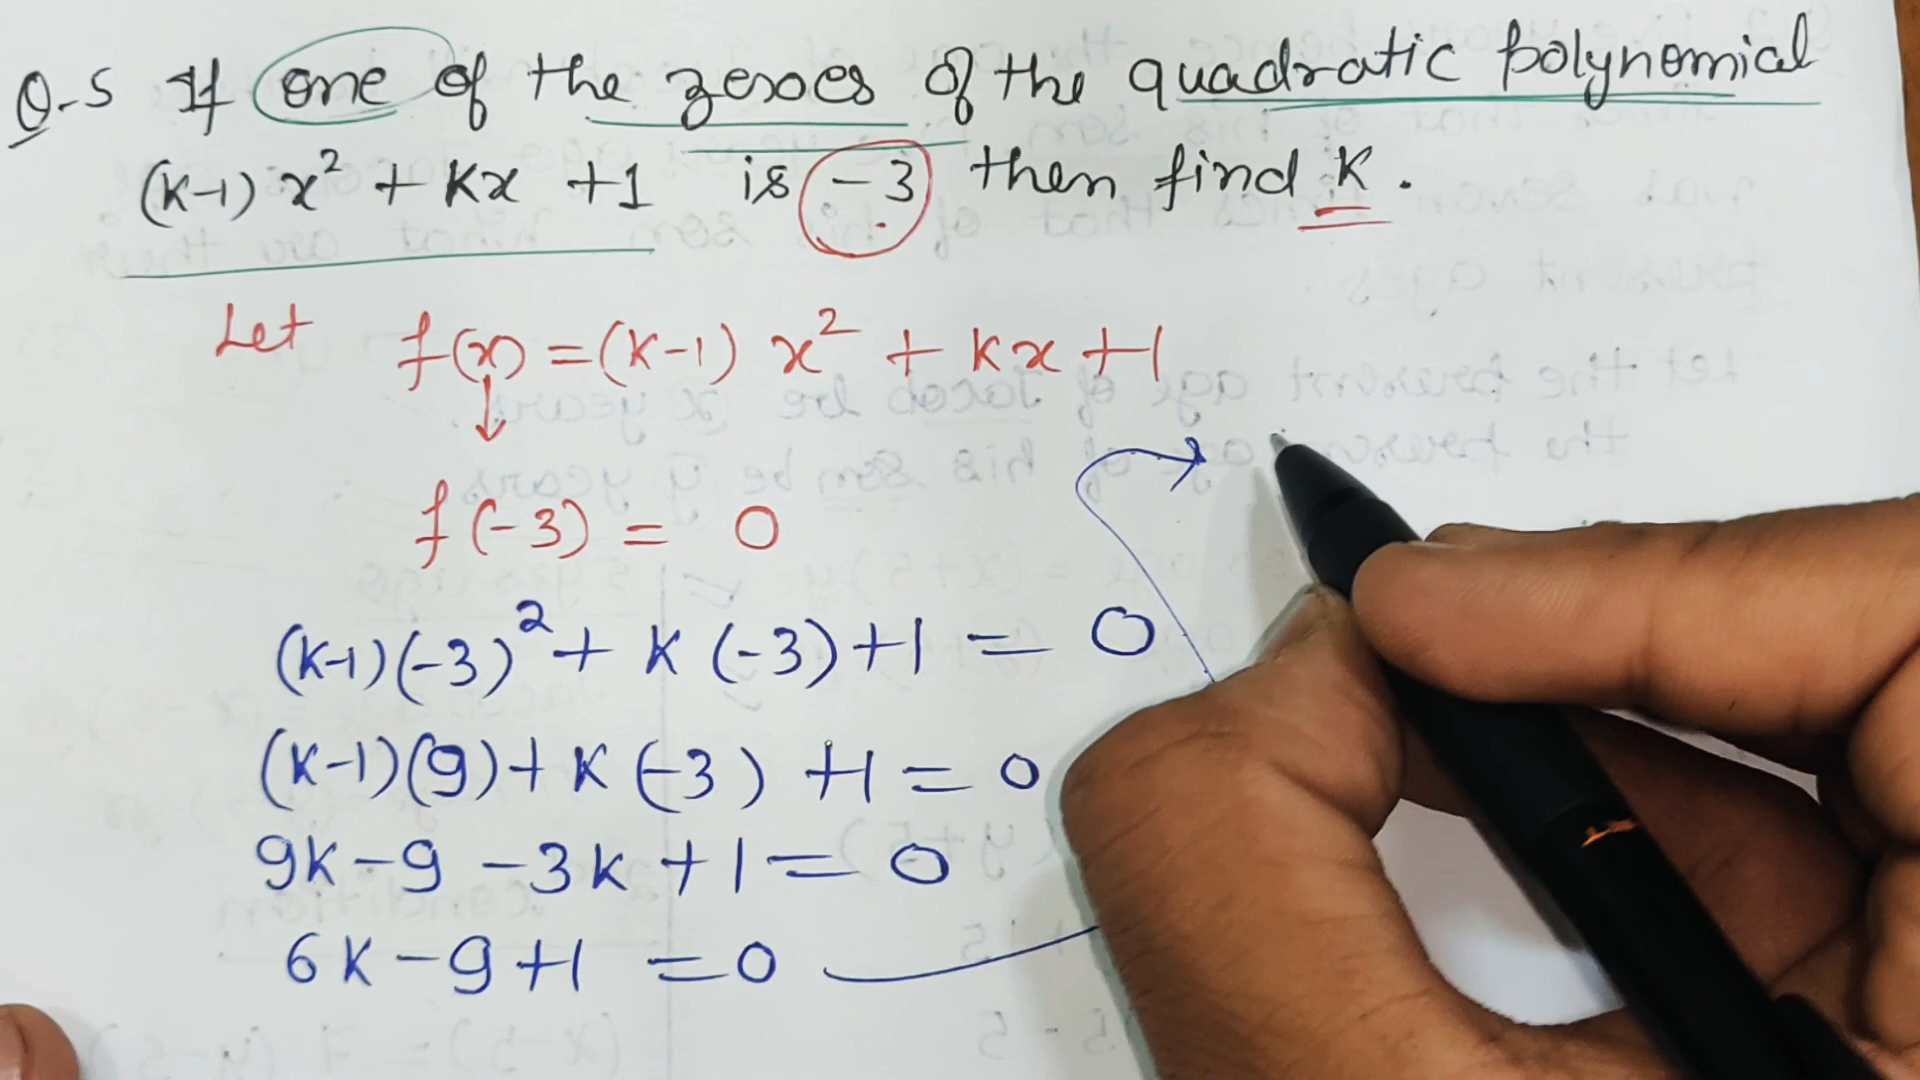 Q-5 If one of the zeroes of the quadratic polynomial
(K-1) x² + Kx +1 is -3 then find K.
Let f(x) = (K-1) x² + Kx +1
f(-3) = 0
(K-1)(-3)² + K(-3)+1 = 0
(K-1)(9)+K(-3) +1 = 0
9K-9 -3K+1 = 0
6K-9+1 = 0